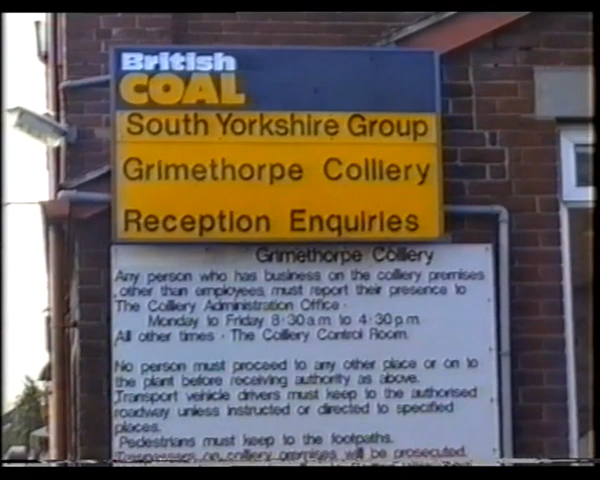 British
COAL
South Yorkshire Group
Grimethorpe Colliery
Reception Enquiries
Grimethorpe Colliery
Any person who has business on the colliery premises
other than employees, must report their presence to
The Colliery Administration Office -
Monday to Friday 8·30 a.m. to 4·30 p.m.
All other times - The Colliery Control Room.
No person must proceed to any other place or on to
the plant before receiving authority as above.
Transport vehicle drivers must keep to the authorised
roadway unless instructed or directed to specified
places.
Pedestrians must keep to the footpaths.
Trespassers on colliery premises will be prosecuted.